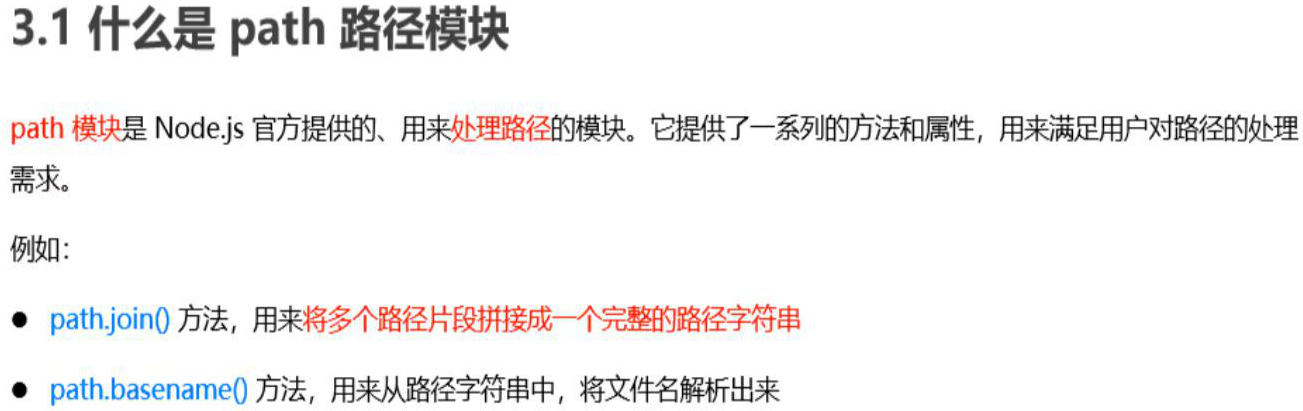 3.1 什么是 path 路径模块
path 模块是 Node.js 官方提供的、用来处理路径的模块。它提供了一系列的方法和属性，用来满足用户对路径的处理
需求。
例如：
● path.join() 方法，用来将多个路径片段拼接成一个完整的路径字符串
● path.basename() 方法，用来从路径字符串中，将文件名解析出来